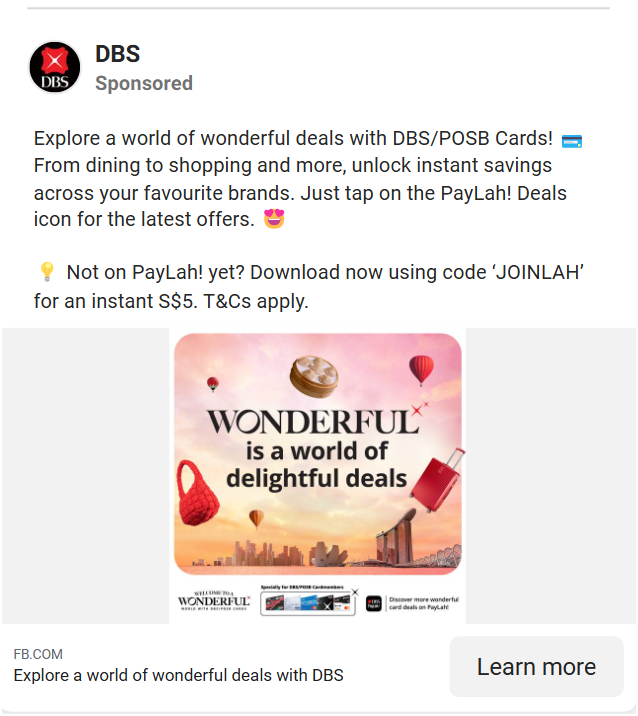 DBS
DBS
Sponsored
Explore a world of wonderful deals with DBS/POSB Cards! 💳
From dining to shopping and more, unlock instant savings
across your favourite brands. Just tap on the PayLah! Deals
icon for the latest offers. 😍
💡 Not on PayLah! yet? Download now using code ‘JOINLAH’
for an instant S$5. T&Cs apply.
WONDERFUL
is a world of
delightful deals
WELCOME TO A
WONDERFUL
WORLD WITH DBS/POSB CARDS
Specially for DBS/POSB Cardmembers
DBS
PayLah!
Discover more wonderful
card deals on PayLah!
FB.COM
Explore a world of wonderful deals with DBS
Learn more